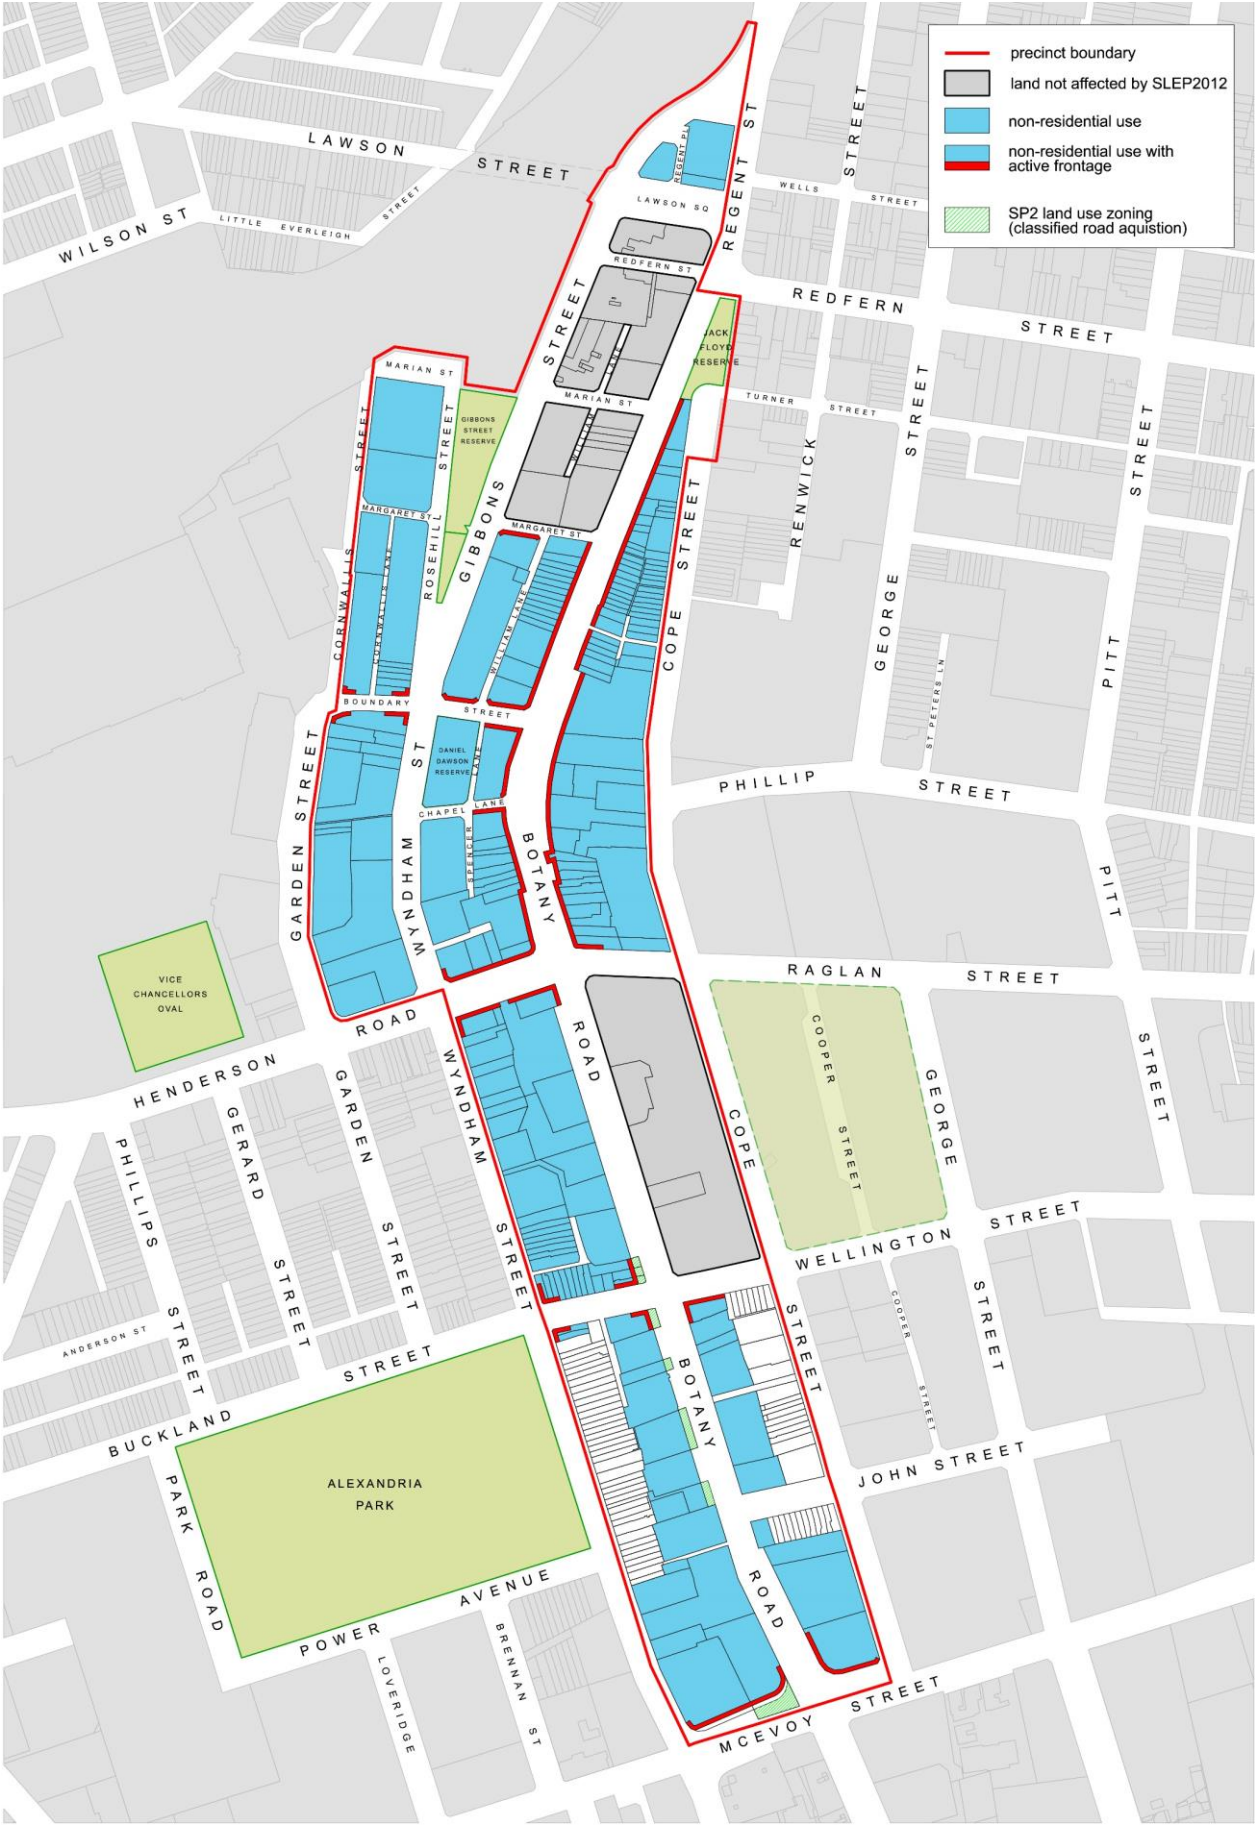 precinct boundary
land not affected by SLEP2012
non-residential use
non-residential use with
active frontage
SP2 land use zoning
(classified road aquistion)
LAWSON STREET
WILSON ST
LITTLE EVERLEIGH STREET
REGENT PL
REGENT ST
LAWSON SQ
WELLS STREET
STREET
REDFERN ST
REDFERN STREET
JACK
FLOYD
RESERVE
LANE
MARIAN ST
TURNER STREET
MARIAN ST
GIBBONS
STREET
RESERVE
GIBBONS STREET
WILLIAM
CORNWALLIS STREET
ROSEHILL STREET
MARGARET ST
MARGARET ST
CORNWALLIS LANE
WILLIAM LANE
COPE STREET
RENWICK
GEORGE STREET
PITT STREET
ST PETERS LN
BOUNDARY STREET
DANIEL
DAWSON
RESERVE
LANE
CHAPEL LANE
SPENCER
GARDEN STREET
WYNDHAM ST
WYNDHAM
BOTANY ROAD
PHILLIP STREET
PITT STREET
VICE
CHANCELLORS
OVAL
RAGLAN STREET
HENDERSON ROAD
COOPER STREET
GEORGE STREET
COPE STREET
WYNDHAM STREET
GARDEN STREET
GERARD STREET
PHILLIPS STREET
WELLINGTON STREET
COOPER STREET
ANDERSON ST
BUCKLAND STREET
BOTANY ROAD
JOHN STREET
ALEXANDRIA
PARK
PARK ROAD
POWER AVENUE
BRENNAN ST
LOVERIDGE
MCEVOY STREET